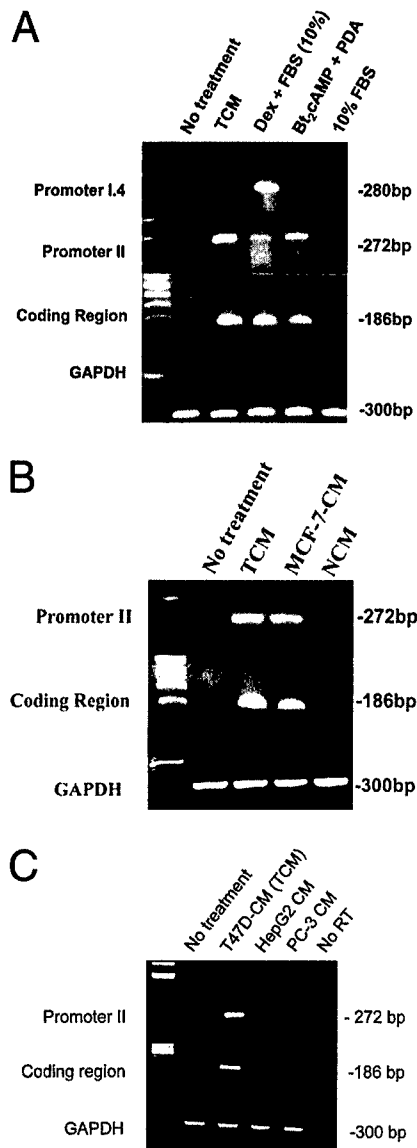 A
No treatment
TCM
Dex + FBS (10%)
Bt₂cAMP + PDA
10% FBS
Promoter I.4
-280bp
Promoter II
-272bp
Coding Region
-186bp
GAPDH
-300bp
B
No treatment
TCM
MCF-7-CM
NCM
Promoter II
-272bp
Coding Region
-186bp
GAPDH
-300bp
C
No treatment
T47D-CM (TCM)
HepG2 CM
PC-3 CM
No RT
Promoter II
- 272 bp
Coding region
-186 bp
GAPDH
-300 bp